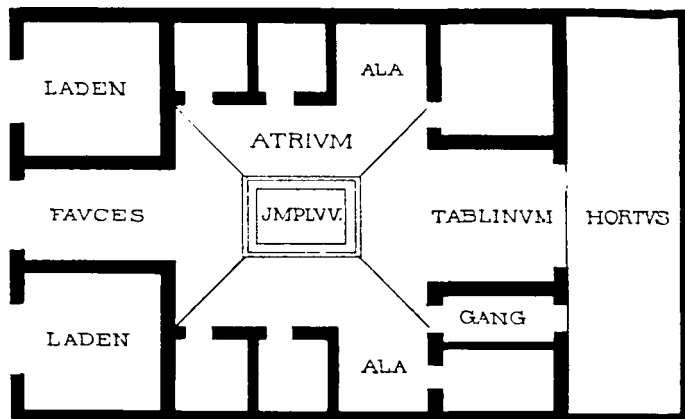 ALA
LADEN
ATRIVM
FAVCES
JMPLVV.
TABLINVM
HORTVS
GANG
LADEN
ALA